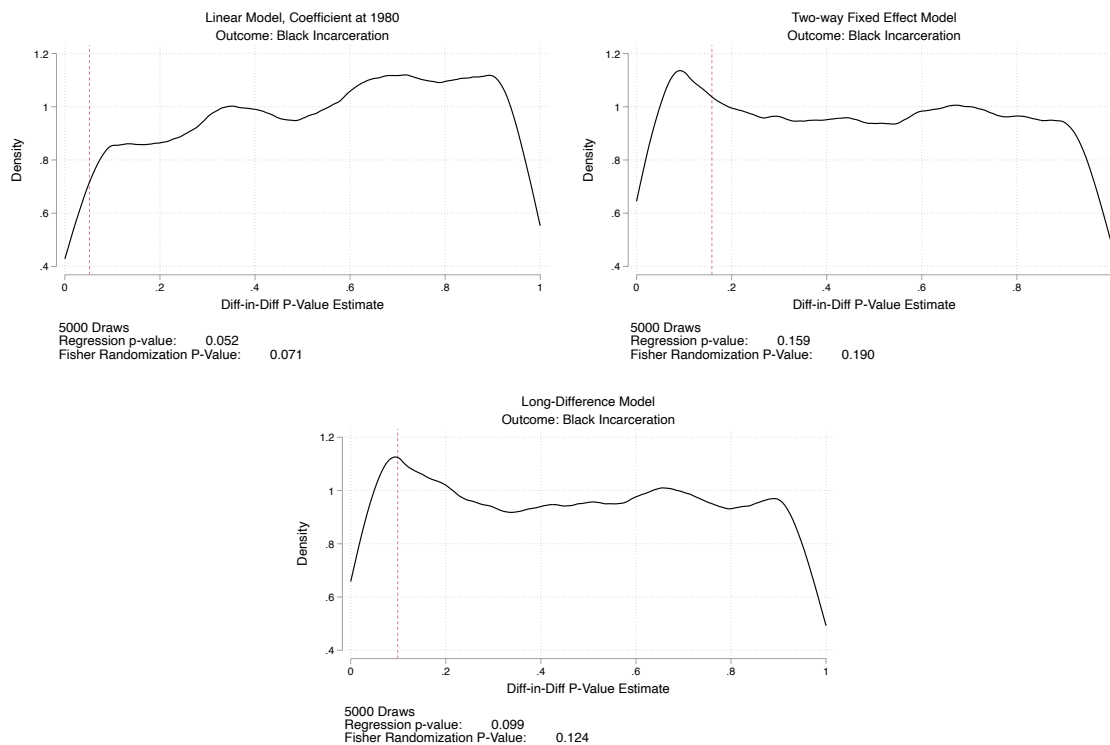 Linear Model, Coefficient at 1980
Outcome: Black Incarceration
1.2
1
.8
.6
.4
Density
0 .2 .4 .6 .8 1
Diff-in-Diff P-Value Estimate
5000 Draws
Regression p-value: 0.052
Fisher Randomization P-Value: 0.071
Two-way Fixed Effect Model
Outcome: Black Incarceration
1.2
1
.8
.6
.4
Density
0 .2 .4 .6 .8 1
Diff-in-Diff P-Value Estimate
5000 Draws
Regression p-value: 0.159
Fisher Randomization P-Value: 0.190
Long-Difference Model
Outcome: Black Incarceration
1.2
1
.8
.6
.4
Density
0 .2 .4 .6 .8 1
Diff-in-Diff P-Value Estimate
5000 Draws
Regression p-value: 0.099
Fisher Randomization P-Value: 0.124